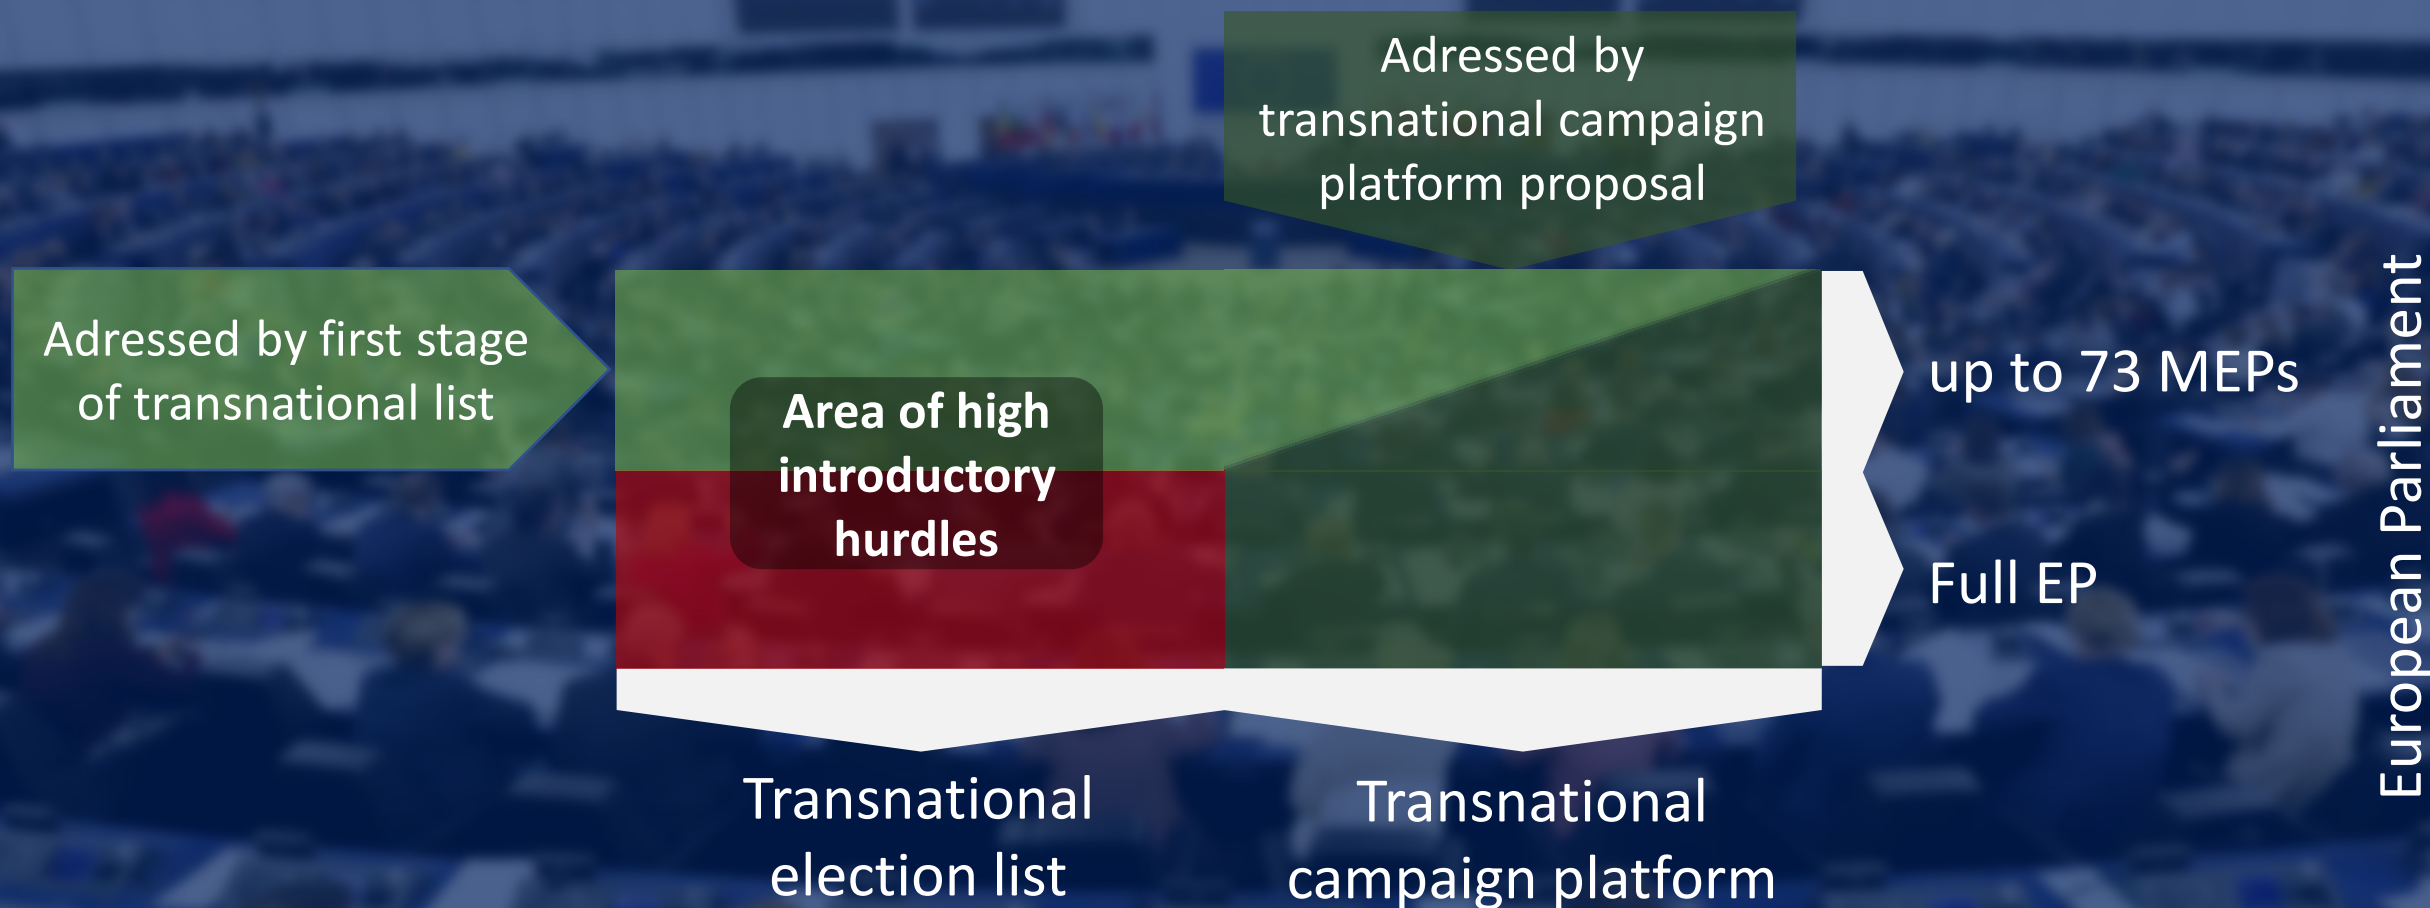 Adressed by
transnational campaign
platform proposal
Adressed by first stage
of transnational list
Area of high
introductory
hurdles
up to 73 MEPs
Full EP
European Parliament
Transnational
election list
Transnational
campaign platform